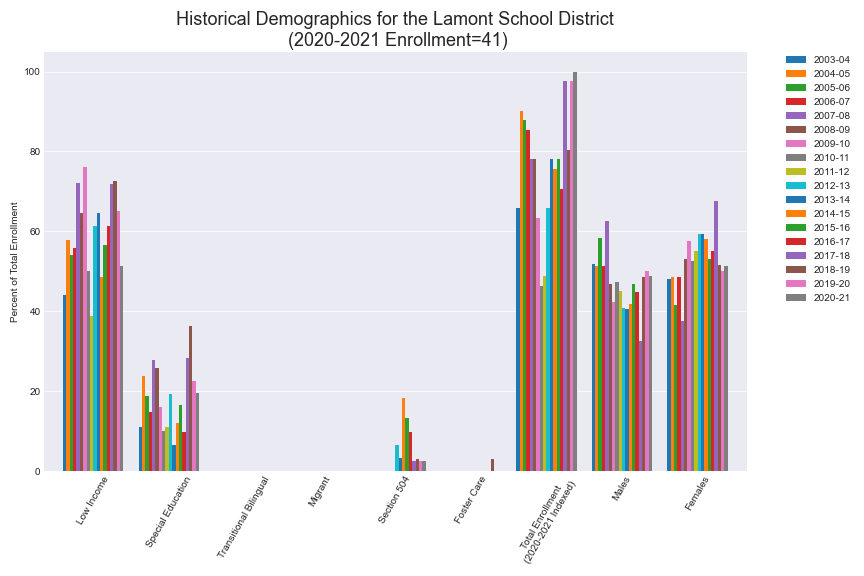 Historical Demographics for the Lamont School District
(2020-2021 Enrollment=41)
Percent of Total Enrollment
100
80
60
40
20
0
Low Income
Special Education
Transitional Bilingual
Migrant
Section 504
Foster Care
Total Enrollment
(2020-2021 Indexed)
Males
Females
2003-04
2004-05
2005-06
2006-07
2007-08
2008-09
2009-10
2010-11
2011-12
2012-13
2013-14
2014-15
2015-16
2016-17
2017-18
2018-19
2019-20
2020-21